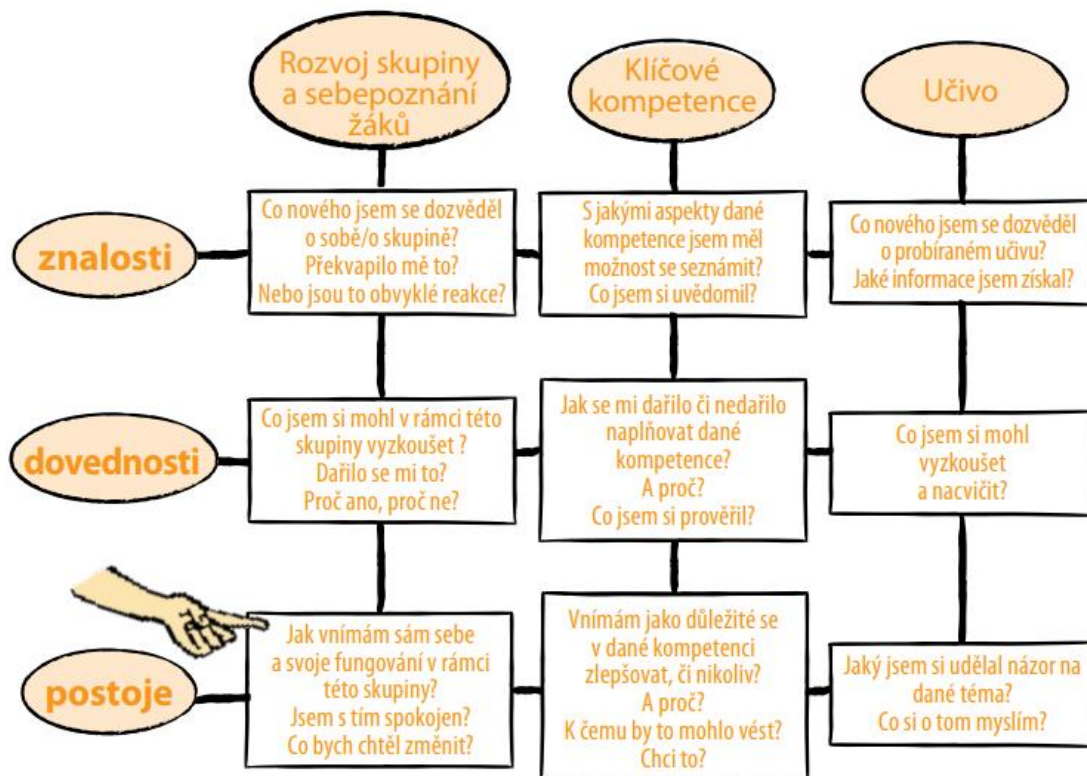 Rozvoj skupiny
a sebepoznání
žáků
Klíčové
kompetence
Učivo
znalosti
Co nového jsem se dozvěděl
o sobě/o skupině?
Překvapilo mě to?
Nebo jsou to obvyklé reakce?
S jakými aspekty dané
kompetence jsem měl
možnost se seznámit?
Co jsem si uvědomil?
Co nového jsem se dozvěděl
o probíraném učivu?
Jaké informace jsem získal?
dovednosti
Co jsem si mohl v rámci této
skupiny vyzkoušet ?
Dařilo se mi to?
Proč ano, proč ne?
Jak se mi dařilo či nedařilo
naplňovat dané
kompetence?
A proč?
Co jsem si prověřil?
Co jsem si mohl
vyzkoušet
a nacvičit?
postoje
Jak vnímám sám sebe
a svoje fungování v rámci
této skupiny?
Jsem s tím spokojen?
Co bych chtěl změnit?
Vnímám jako důležité se
v dané kompetenci
zlepšovat, či nikoliv?
A proč?
K čemu by to mohlo vést?
Chci to?
Jaký jsem si udělal názor na
dané téma?
Co si o tom myslím?